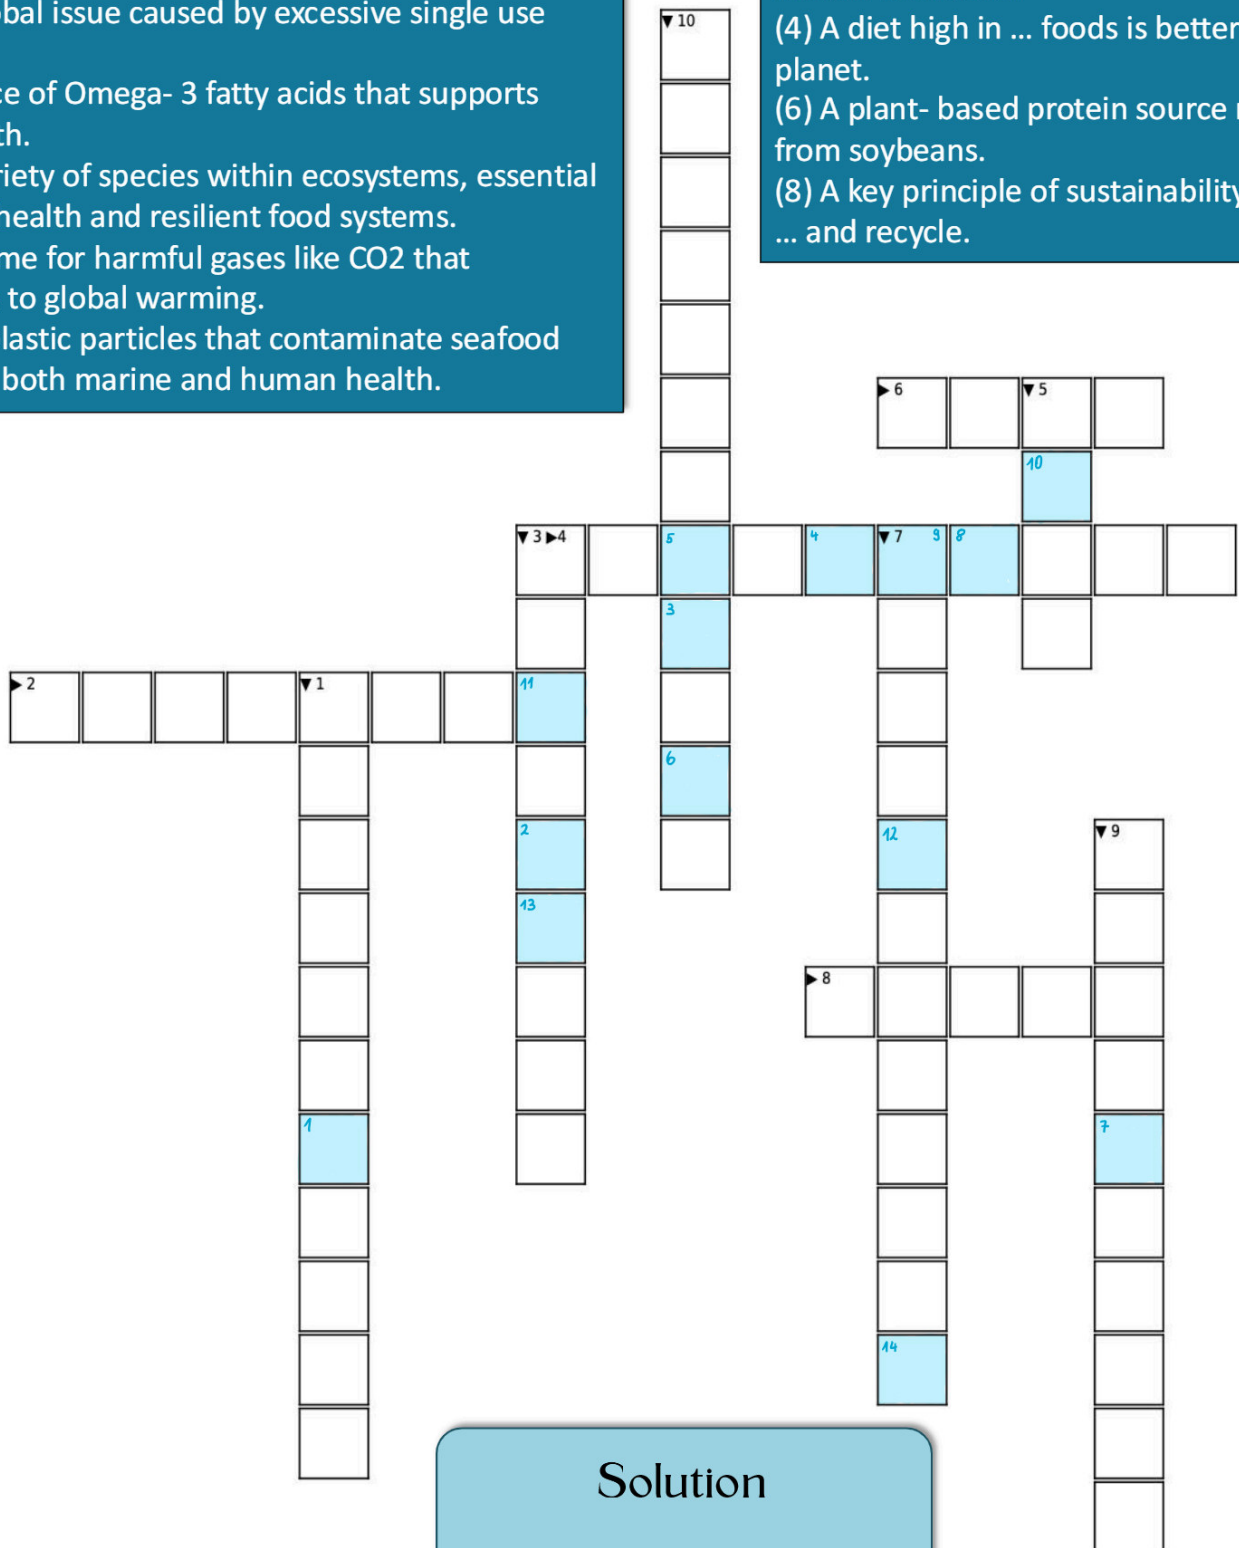 obal issue caused by excessive single use
ce of Omega- 3 fatty acids that supports
th.
riety of species within ecosystems, essential
health and resilient food systems.
me for harmful gases like CO2 that
to global warming.
lastic particles that contaminate seafood
both marine and human health.
(4) A diet high in ... foods is better
planet.
(6) A plant- based protein source
from soybeans.
(8) A key principle of sustainability
... and recycle.
▼ 10
▶ 6
▼ 5
10
▼ 3 ▶4
5
4
▼ 7
9
8
3
▶ 2
▼ 1
11
6
2
12
▼ 9
13
▶ 8
1
7
14
Solution